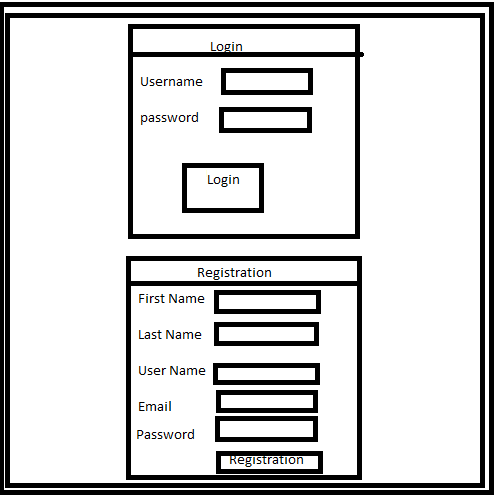 Login
Username
password
Login
Registration
First Name
Last Name
User Name
Email
Password
Registration